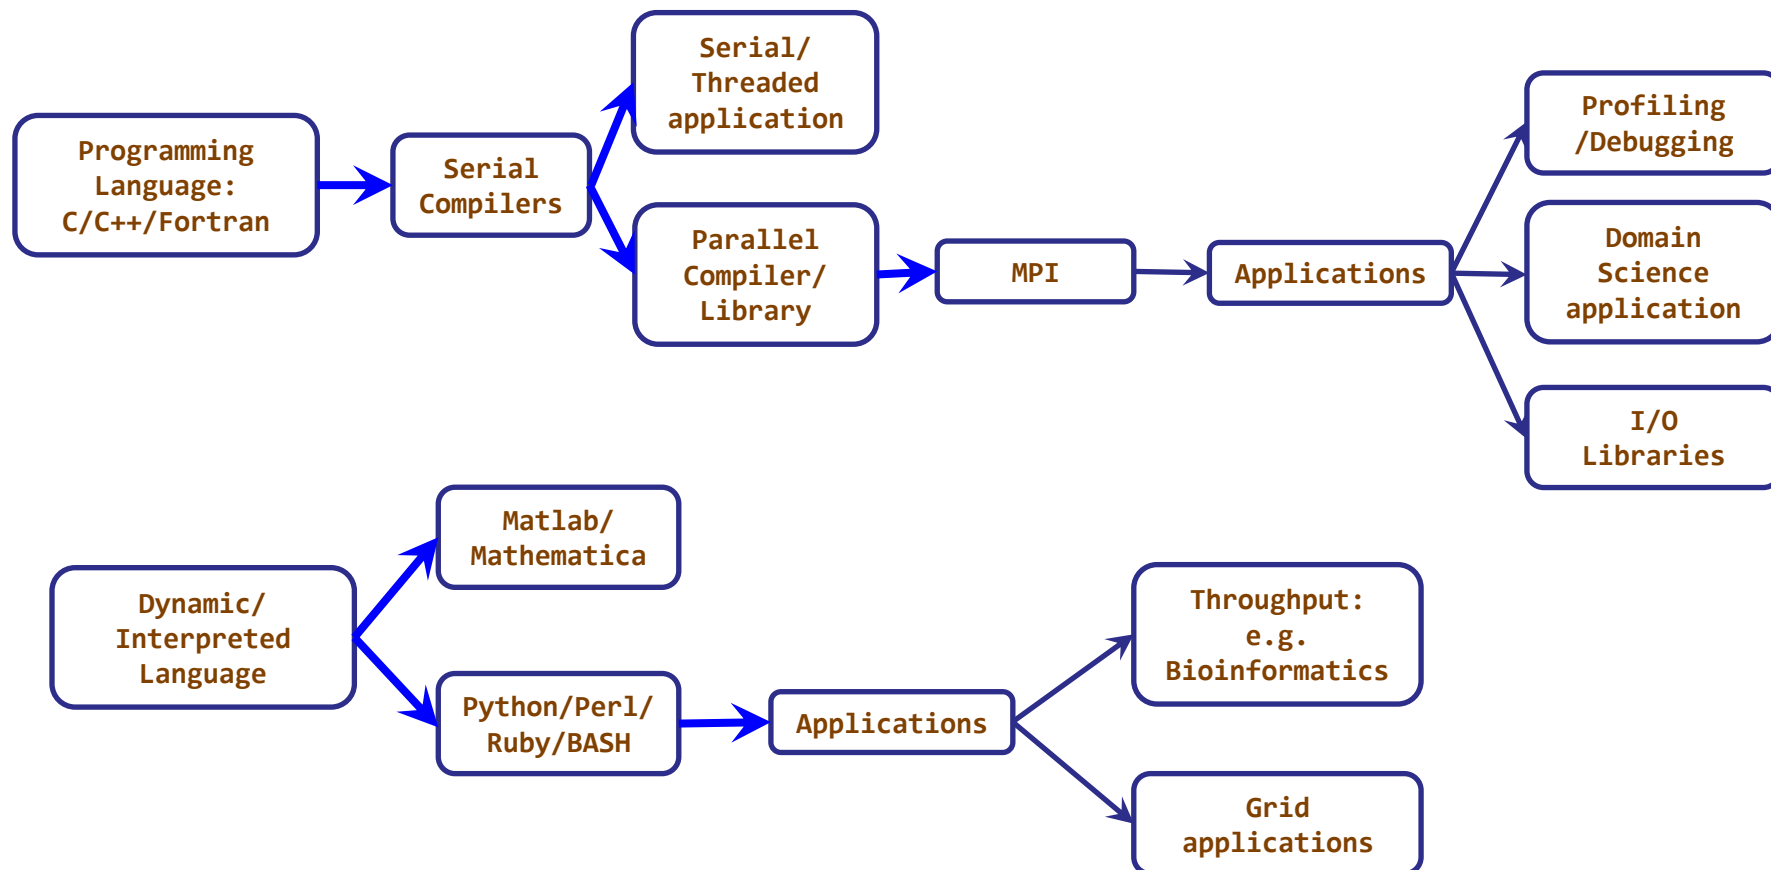 Programming
Language:
C/C++/Fortran
Serial
Compilers
Serial/
Threaded
application
Parallel
Compiler/
Library
MPI
Applications
Profiling
/Debugging
Domain
Science
application
I/O
Libraries
Dynamic/
Interpreted
Language
Matlab/
Mathematica
Python/Perl/
Ruby/BASH
Applications
Throughput:
e.g.
Bioinformatics
Grid
applications